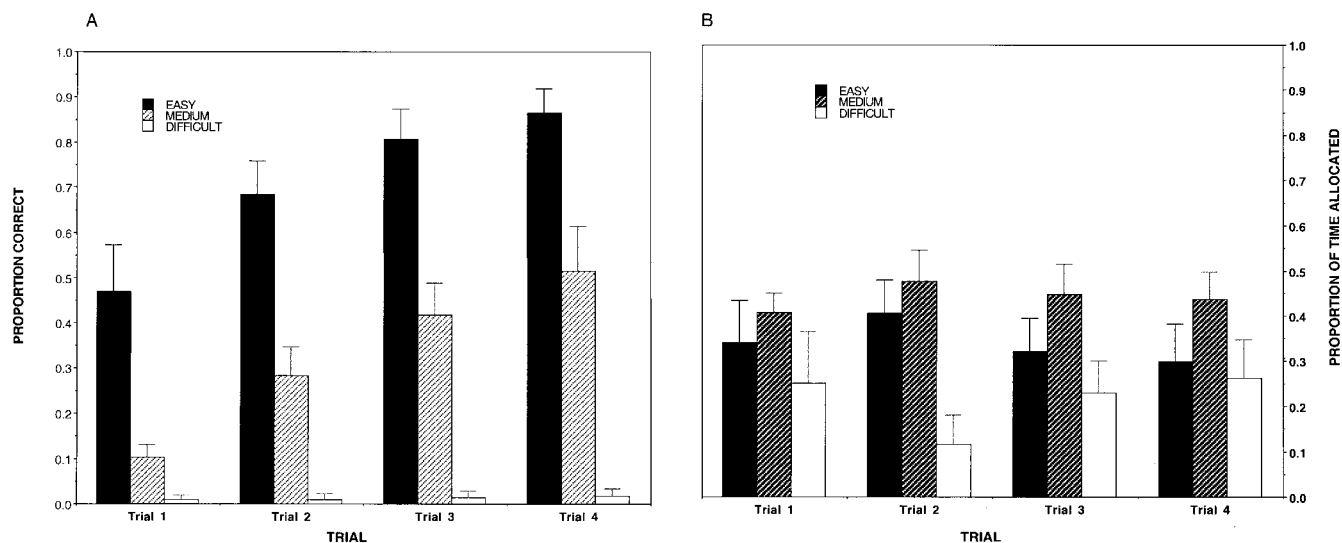 A
1.0
0.9
0.8
0.7
0.6
0.5
0.4
0.3
0.2
0.1
0.0
PROPORTION CORRECT
EASY
MEDIUM
DIFFICULT
Trial 1 Trial 2 Trial 3 Trial 4
TRIAL
B
EASY
MEDIUM
DIFFICULT
1.0
0.9
0.8
0.7
0.6
0.5
0.4
0.3
0.2
0.1
0.0
PROPORTION OF TIME ALLOCATED
Trial 1 Trial 2 Trial 3 Trial 4
TRIAL